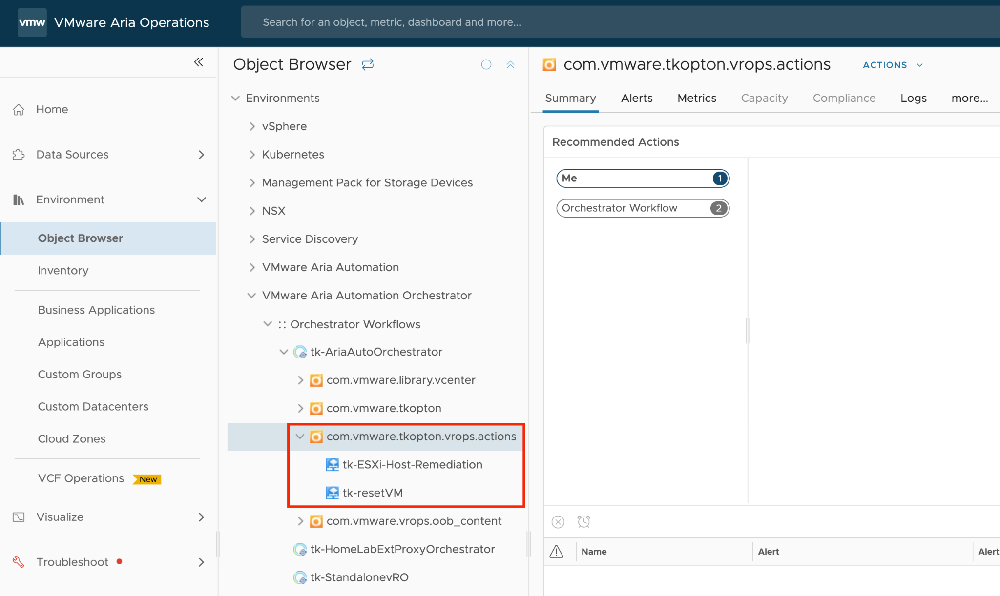 vmw VMware Aria Operations
Search for an object, metric, dashboard and more...
Home
Data Sources
Environment
Object Browser
Inventory
Business Applications
Applications
Custom Groups
Custom Datacenters
Cloud Zones
VCF Operations New
Visualize
Troubleshoot
Object Browser
Environments
vSphere
Kubernetes
Management Pack for Storage Devices
NSX
Service Discovery
VMware Aria Automation
VMware Aria Automation Orchestrator
:: Orchestrator Workflows
tk-AriaAutoOrchestrator
com.vmware.library.vcenter
com.vmware.tkopton
com.vmware.tkopton.vrops.actions
tk-ESXi-Host-Remediation
tk-resetVM
com.vmware.vrops.oob_content
tk-HomeLabExtProxyOrchestrator
tk-StandalonevRO
com.vmware.tkopton.vrops.actions ACTIONS
Summary Alerts Metrics Capacity Compliance Logs more...
Recommended Actions
Me 1
Orchestrator Workflow 2
Name Alert Alert